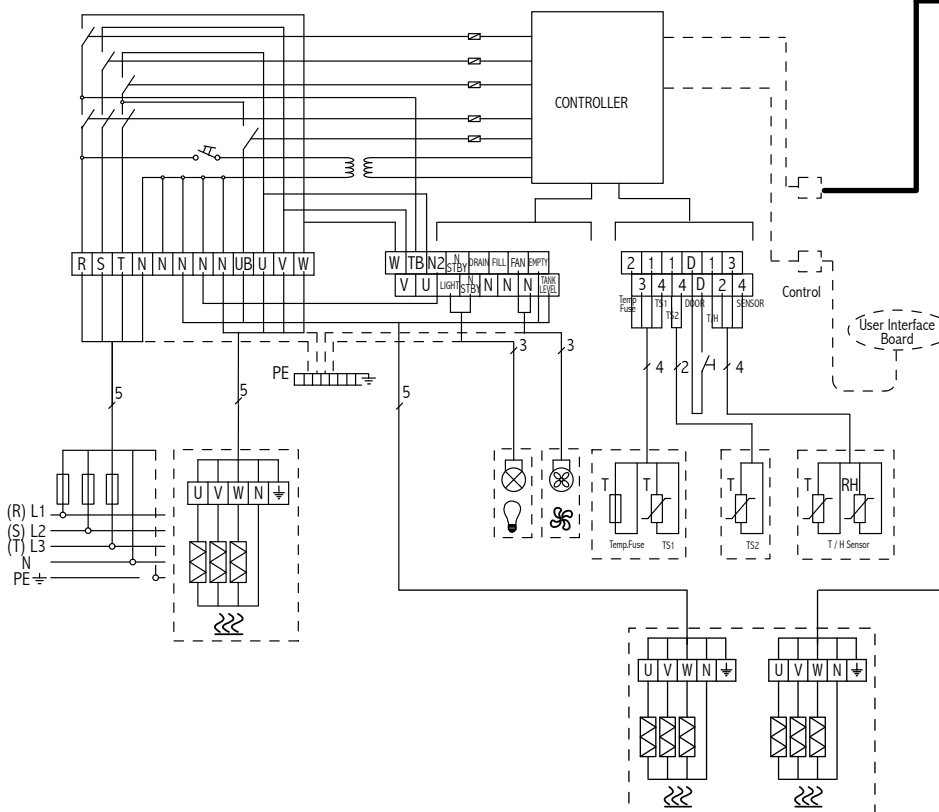 CONTROLLER
R S T N N N N N UB U V W
W TB N2 N STBY DRAIN FILL FAN EMPTY
V U LIGHT N STBY N N N TANK LEVEL
2 1 1 D 1 3
3 4 4 D 2 4
Temp Fuse
TS1
TS2
DOOR
T/H
SENSOR
Control
User Interface
Board
PE
3
3
4
2
4
5
5
5
U V W N
(R) L1
(S) L2
(T) L3
N
PE
T
T
Temp.Fuse
TS1
T
TS2
T
RH
T / H Sensor
U V W N
U V W N